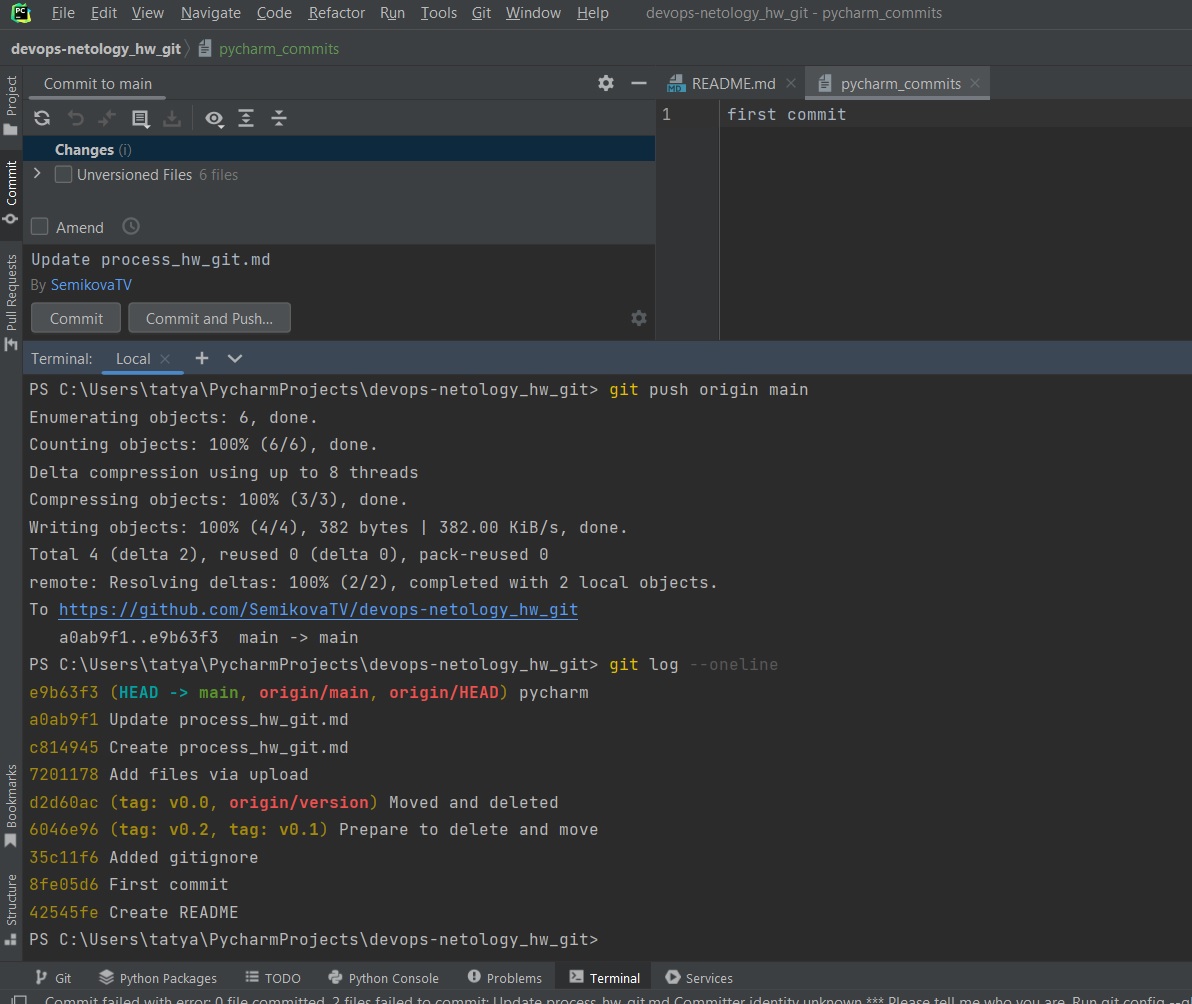 PC File Edit View Navigate Code Refactor Run Tools Git Window Help devops-netology_hw_git - pycharm_commits
devops-netology_hw_git pycharm_commits
Project
Commit
Pull Requests
Bookmarks
Structure
Commit to main
Changes (i)
Unversioned Files 6 files
Amend
Update process_hw_git.md
By SemikovaTV
Commit Commit and Push...
MD README.md pycharm_commits
1 first commit
Terminal: Local
PS C:\Users\tatya\PycharmProjects\devops-netology_hw_git> git push origin main
Enumerating objects: 6, done.
Counting objects: 100% (6/6), done.
Delta compression using up to 8 threads
Compressing objects: 100% (3/3), done.
Writing objects: 100% (4/4), 382 bytes | 382.00 KiB/s, done.
Total 4 (delta 2), reused 0 (delta 0), pack-reused 0
remote: Resolving deltas: 100% (2/2), completed with 2 local objects.
To https://github.com/SemikovaTV/devops-netology_hw_git
a0ab9f1..e9b63f3 main -> main
PS C:\Users\tatya\PycharmProjects\devops-netology_hw_git> git log --oneline
e9b63f3 (HEAD -> main, origin/main, origin/HEAD) pycharm
a0ab9f1 Update process_hw_git.md
c814945 Create process_hw_git.md
7201178 Add files via upload
d2d60ac (tag: v0.0, origin/version) Moved and deleted
6046e96 (tag: v0.2, tag: v0.1) Prepare to delete and move
35c11f6 Added gitignore
8fe05d6 First commit
42545fe Create README
PS C:\Users\tatya\PycharmProjects\devops-netology_hw_git>
Git Python Packages TODO Python Console Problems Terminal Services
Commit failed with error: 0 file committed, 2 files failed to commit: Update process_hw_git.md Committer identity unknown *** Please tell me who you are. Run git config